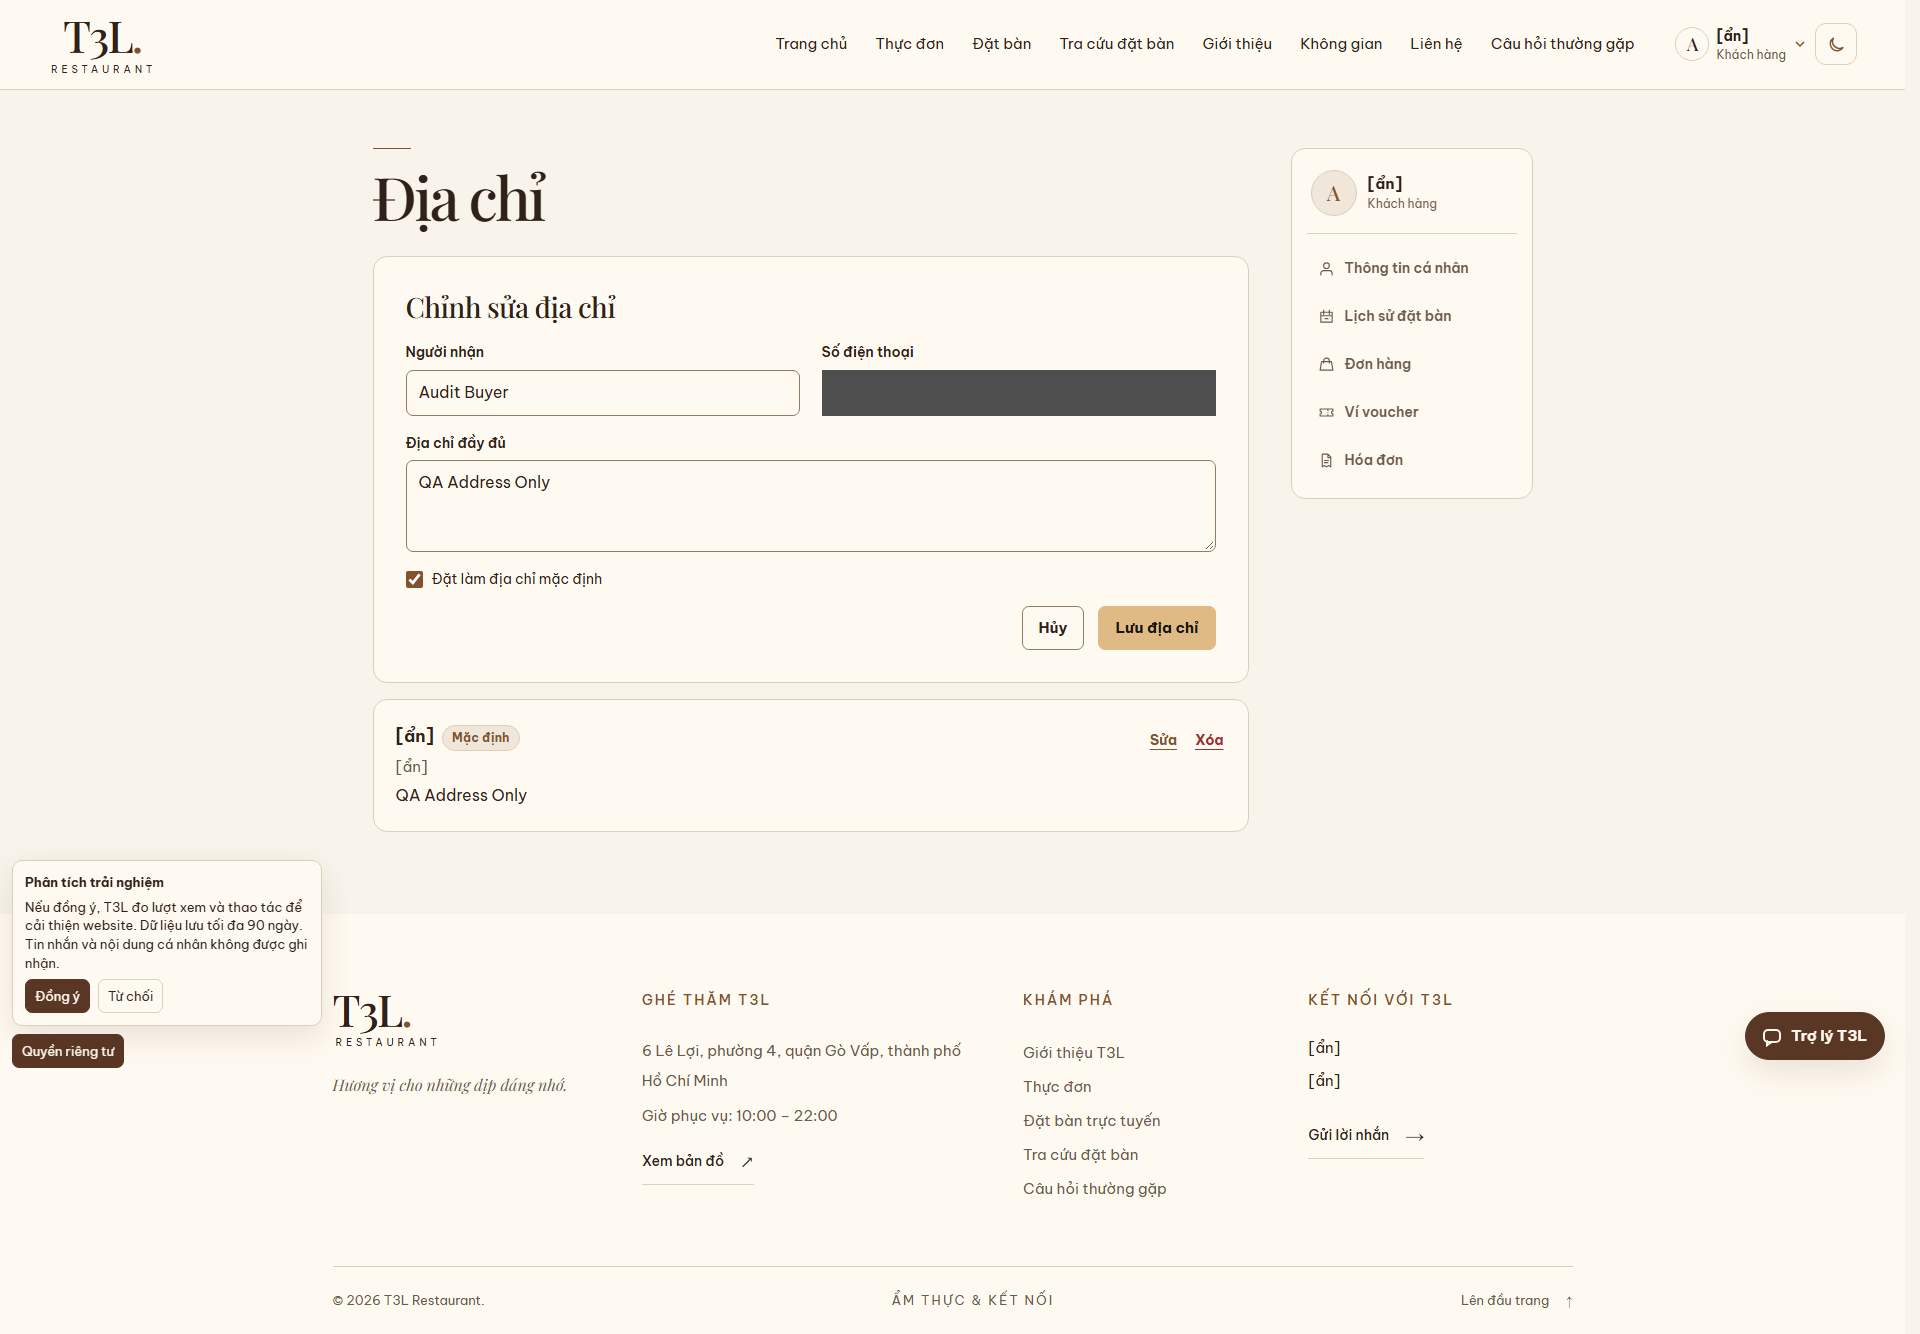 T3L.
RESTAURANT
Trang chủ
Thực đơn
Đặt bàn
Tra cứu đặt bàn
Giới thiệu
Không gian
Liên hệ
Câu hỏi thường gặp
A
[ẩn]
Khách hàng
Địa chỉ
Chỉnh sửa địa chỉ
Người nhận
Số điện thoại
Audit Buyer
Địa chỉ đầy đủ
QA Address Only
Đặt làm địa chỉ mặc định
Hủy
Lưu địa chỉ
[ẩn]
Mặc định
Sửa
Xóa
[ẩn]
QA Address Only
A
[ẩn]
Khách hàng
Thông tin cá nhân
Lịch sử đặt bàn
Đơn hàng
Ví voucher
Hóa đơn
Phân tích trải nghiệm
Nếu đồng ý, T3L đo lượt xem và thao tác để
cải thiện website. Dữ liệu lưu tối đa 90 ngày.
Tin nhắn và nội dung cá nhân không được ghi
nhận.
Đồng ý
Từ chối
Quyền riêng tư
T3L.
RESTAURANT
Hương vị cho những dịp đáng nhớ.
GHÉ THĂM T3L
6 Lê Lợi, phường 4, quận Gò Vấp, thành phố
Hồ Chí Minh
Giờ phục vụ: 10:00 – 22:00
Xem bản đồ ↗
KHÁM PHÁ
Giới thiệu T3L
Thực đơn
Đặt bàn trực tuyến
Tra cứu đặt bàn
Câu hỏi thường gặp
KẾT NỐI VỚI T3L
[ẩn]
[ẩn]
Gửi lời nhắn →
Trợ lý T3L
© 2026 T3L Restaurant.
ẨM THỰC & KẾT NỐI
Lên đầu trang ↑